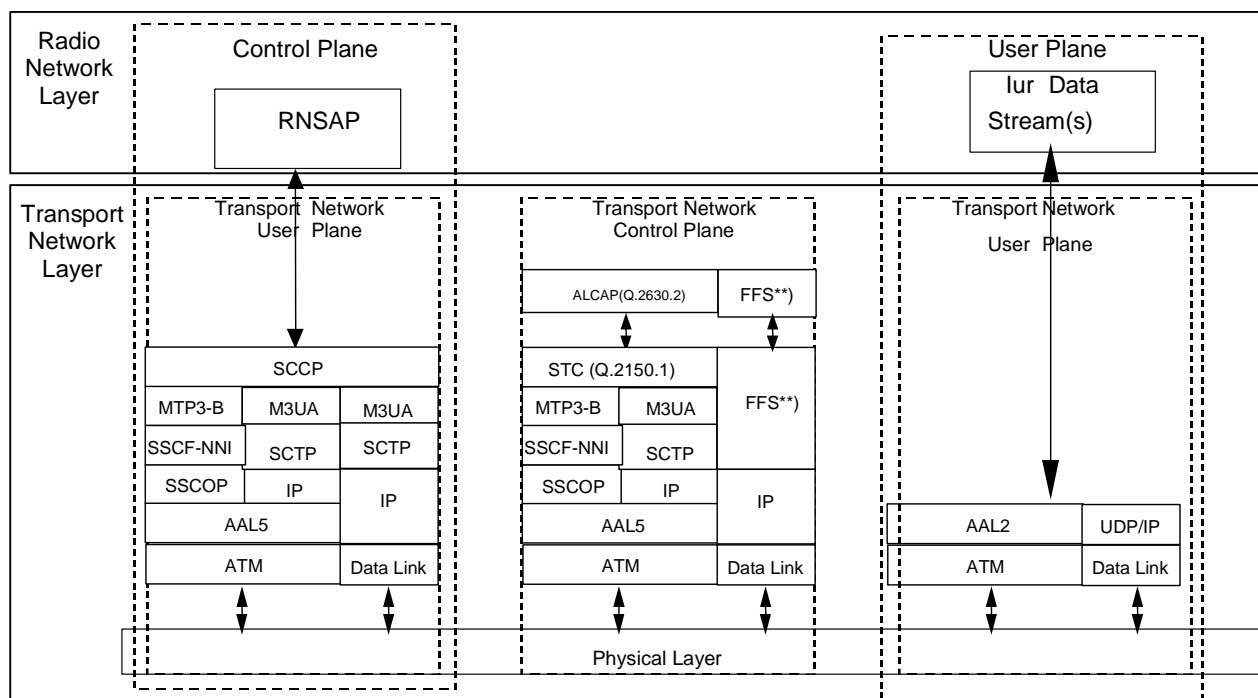 Radio
Network
Layer
Control Plane
RNSAP
User Plane
Iur Data
Stream(s)
Transport
Network
Layer
Transport Network
User Plane
Transport Network
Control Plane
Transport Network
User Plane
ALCAP(Q.2630.2)
FFS**)
SCCP
STC (Q.2150.1)
MTP3-B
M3UA
M3UA
MTP3-B
M3UA
FFS**)
SSCF-NNI
SCTP
SCTP
SSCF-NNI
SCTP
SSCOP
IP
IP
SSCOP
IP
IP
AAL5
AAL5
AAL2
UDP/IP
ATM
Data Link
ATM
Data Link
ATM
Data Link
Physical Layer